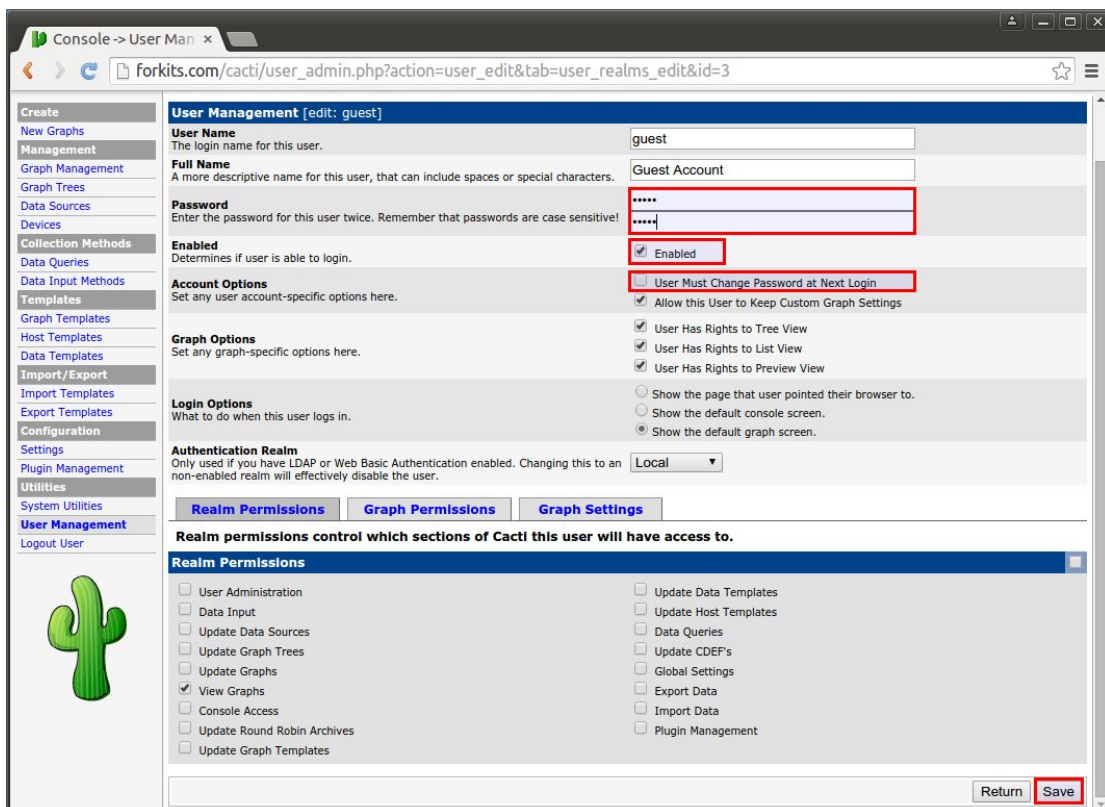 Console -> User Man
forkits.com/cacti/user_admin.php?action=user_edit&tab=user_realms_edit&id=3
Create
New Graphs
Management
Graph Management
Graph Trees
Data Sources
Devices
Collection Methods
Data Queries
Data Input Methods
Templates
Graph Templates
Host Templates
Data Templates
Import/Export
Import Templates
Export Templates
Configuration
Settings
Plugin Management
Utilities
System Utilities
User Management
Logout User
User Management [edit: guest]
User Name
The login name for this user.
guest
Full Name
A more descriptive name for this user, that can include spaces or special characters.
Guest Account
Password
Enter the password for this user twice. Remember that passwords are case sensitive!
•••••
•••••
Enabled
Determines if user is able to login.
Enabled
Account Options
Set any user account-specific options here.
User Must Change Password at Next Login
Allow this User to Keep Custom Graph Settings
Graph Options
Set any graph-specific options here.
User Has Rights to Tree View
User Has Rights to List View
User Has Rights to Preview View
Login Options
What to do when this user logs in.
Show the page that user pointed their browser to.
Show the default console screen.
Show the default graph screen.
Authentication Realm
Only used if you have LDAP or Web Basic Authentication enabled. Changing this to an
non-enabled realm will effectively disable the user.
Local
Realm Permissions
Graph Permissions
Graph Settings
Realm permissions control which sections of Cacti this user will have access to.
Realm Permissions
User Administration
Data Input
Update Data Sources
Update Graph Trees
Update Graphs
View Graphs
Console Access
Update Round Robin Archives
Update Graph Templates
Update Data Templates
Update Host Templates
Data Queries
Update CDEF's
Global Settings
Export Data
Import Data
Plugin Management
Return
Save